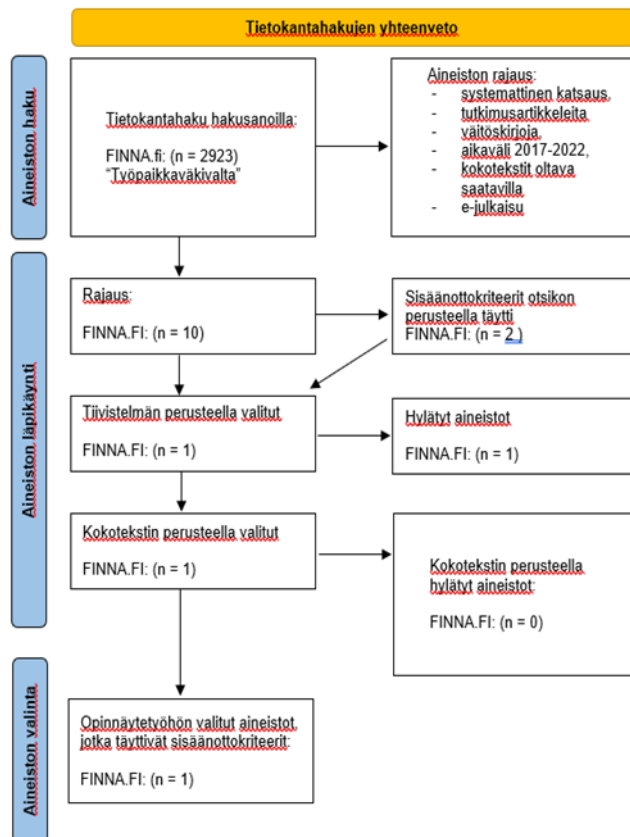 Tietokantahakujen yhteenveto
Aineiston haku
Tietokantahaku hakusanoilla:
FINNA.fi: (n = 2923)
“Työpaikkaväkivalta”
Aineiston rajaus:
- systemattinen katsaus,
- tutkimusartikkeleita
- väitöskirjoja,
- aikaväli 2017-2022,
- kokotekstit oltava
saatavilla
- e-julkaisu
Aineiston läpikäynti
Rajaus:
FINNA.FI: (n = 10)
Sisäänottokriteerit otsikon
perusteella täytti
FINNA.FI: (n = 2 )
Tiivistelmän perusteella valitut
FINNA.FI: (n = 1)
Hylätyt aineistot
FINNA.FI: (n = 1)
Kokotekstin perusteella valitut
FINNA.FI: (n = 1)
Kokotekstin perusteella
hylätyt aineistot:
FINNA.FI: (n = 0)
Aineiston valinta
Opinnäytetyöhön valitut aineistot,
jotka täyttivät sisäänottokriteerit:
FINNA.FI: (n = 1)